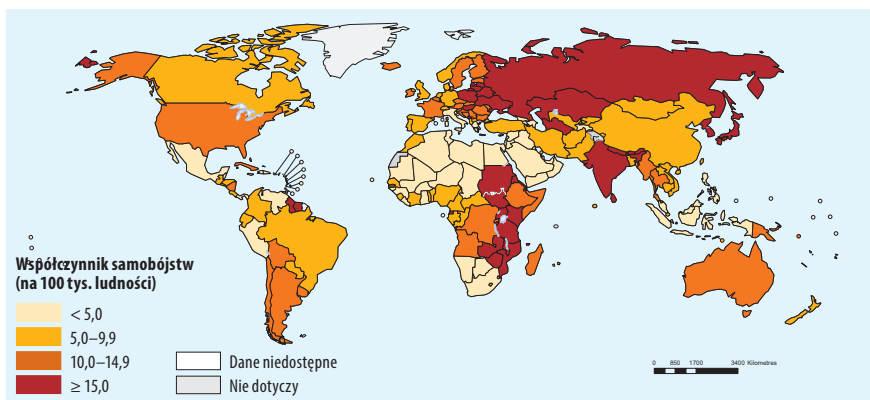 Współczynnik samobójstw
(na 100 tys. ludności)
< 5,0
5,0–9,9
10,0–14,9
≥ 15,0
Dane niedostępne
Nie dotyczy
0 850 1700 3400 Kilometres